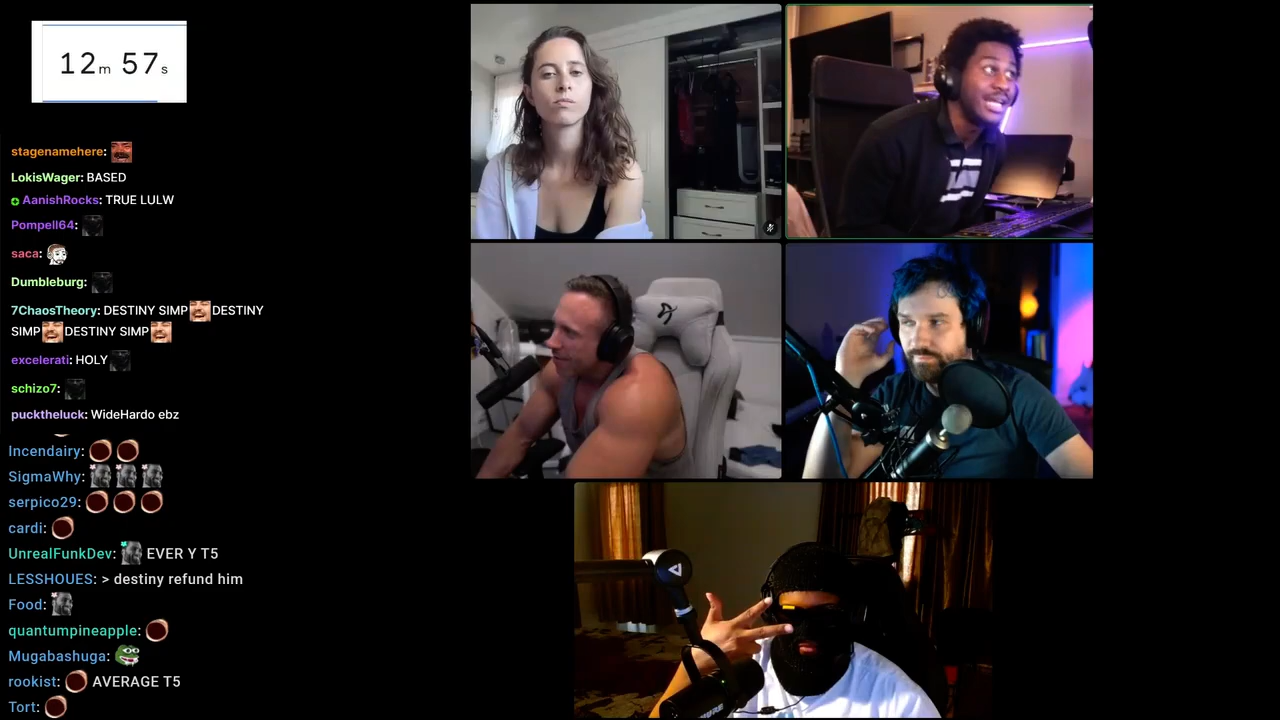 12m 57s
stagenamehere:
LokisWager: BASED
AanishRocks: TRUE LULW
Pompell64:
saca:
Dumbleburg:
7ChaosTheory: DESTINY SIMP DESTINY
SIMP DESTINY SIMP
excelerati: HOLY
schizo7:
pucktheluck: WideHardo ebz
Incendairy:
SigmaWhy:
serpico29:
cardi:
UnrealFunkDev: EVER Y T5
LESSHOUES: > destiny refund him
Food:
quantumpineapple:
Mugabashuga:
rookist: AVERAGE T5
Tort:
SHURE